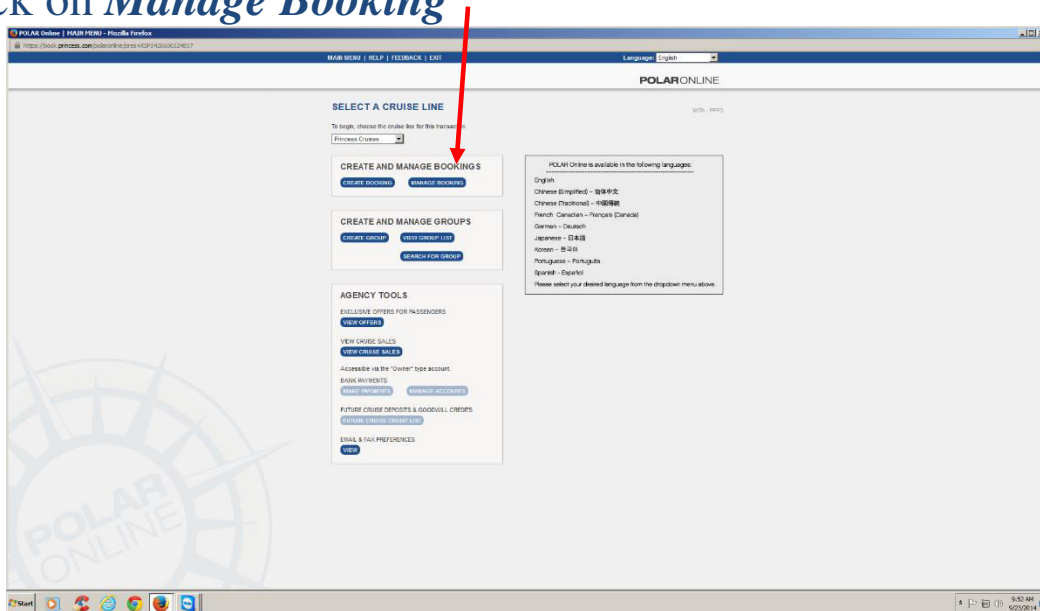 ck on Manage Booking
POLAR Online | MAIN MENU - Mozilla Firefox
MAIN MENU | HELP | FEEDBACK | EXIT
Language: English
POLARONLINE
SELECT A CRUISE LINE
To begin, choose the cruise line for this transaction.
Princess Cruises
CREATE AND MANAGE BOOKINGS
CREATE BOOKING MANAGE BOOKING
CREATE AND MANAGE GROUPS
CREATE GROUP VIEW GROUP LIST
SEARCH FOR GROUP
AGENCY TOOLS
EXCLUSIVE OFFERS FOR PASSENGERS
VIEW OFFERS
VIEW CRUISE SALES
VIEW CRUISE SALES
Accessible via the "Owner" type account.
BANK PAYMENTS
MAKE PAYMENTS MANAGE ACCOUNTS
FUTURE CRUISE DEPOSITS & GOODWILL CREDITS
FUTURE CRUISE CREDIT LIST
EMAIL & FAX PREFERENCES
VIEW
POLAR Online is available in the following languages:
English
Chinese (Simplified) – 简体中文
Chinese (Traditional) – 中國傳統
French Canadian – Français (Canada)
German – Deutsch
Japanese – 日本語
Korean – 한국어
Portuguese – Português
Spanish - Español
Please select your desired language from the dropdown menu above.
POLAR
ONLINE
Start
9:52 AM
9/23/2014